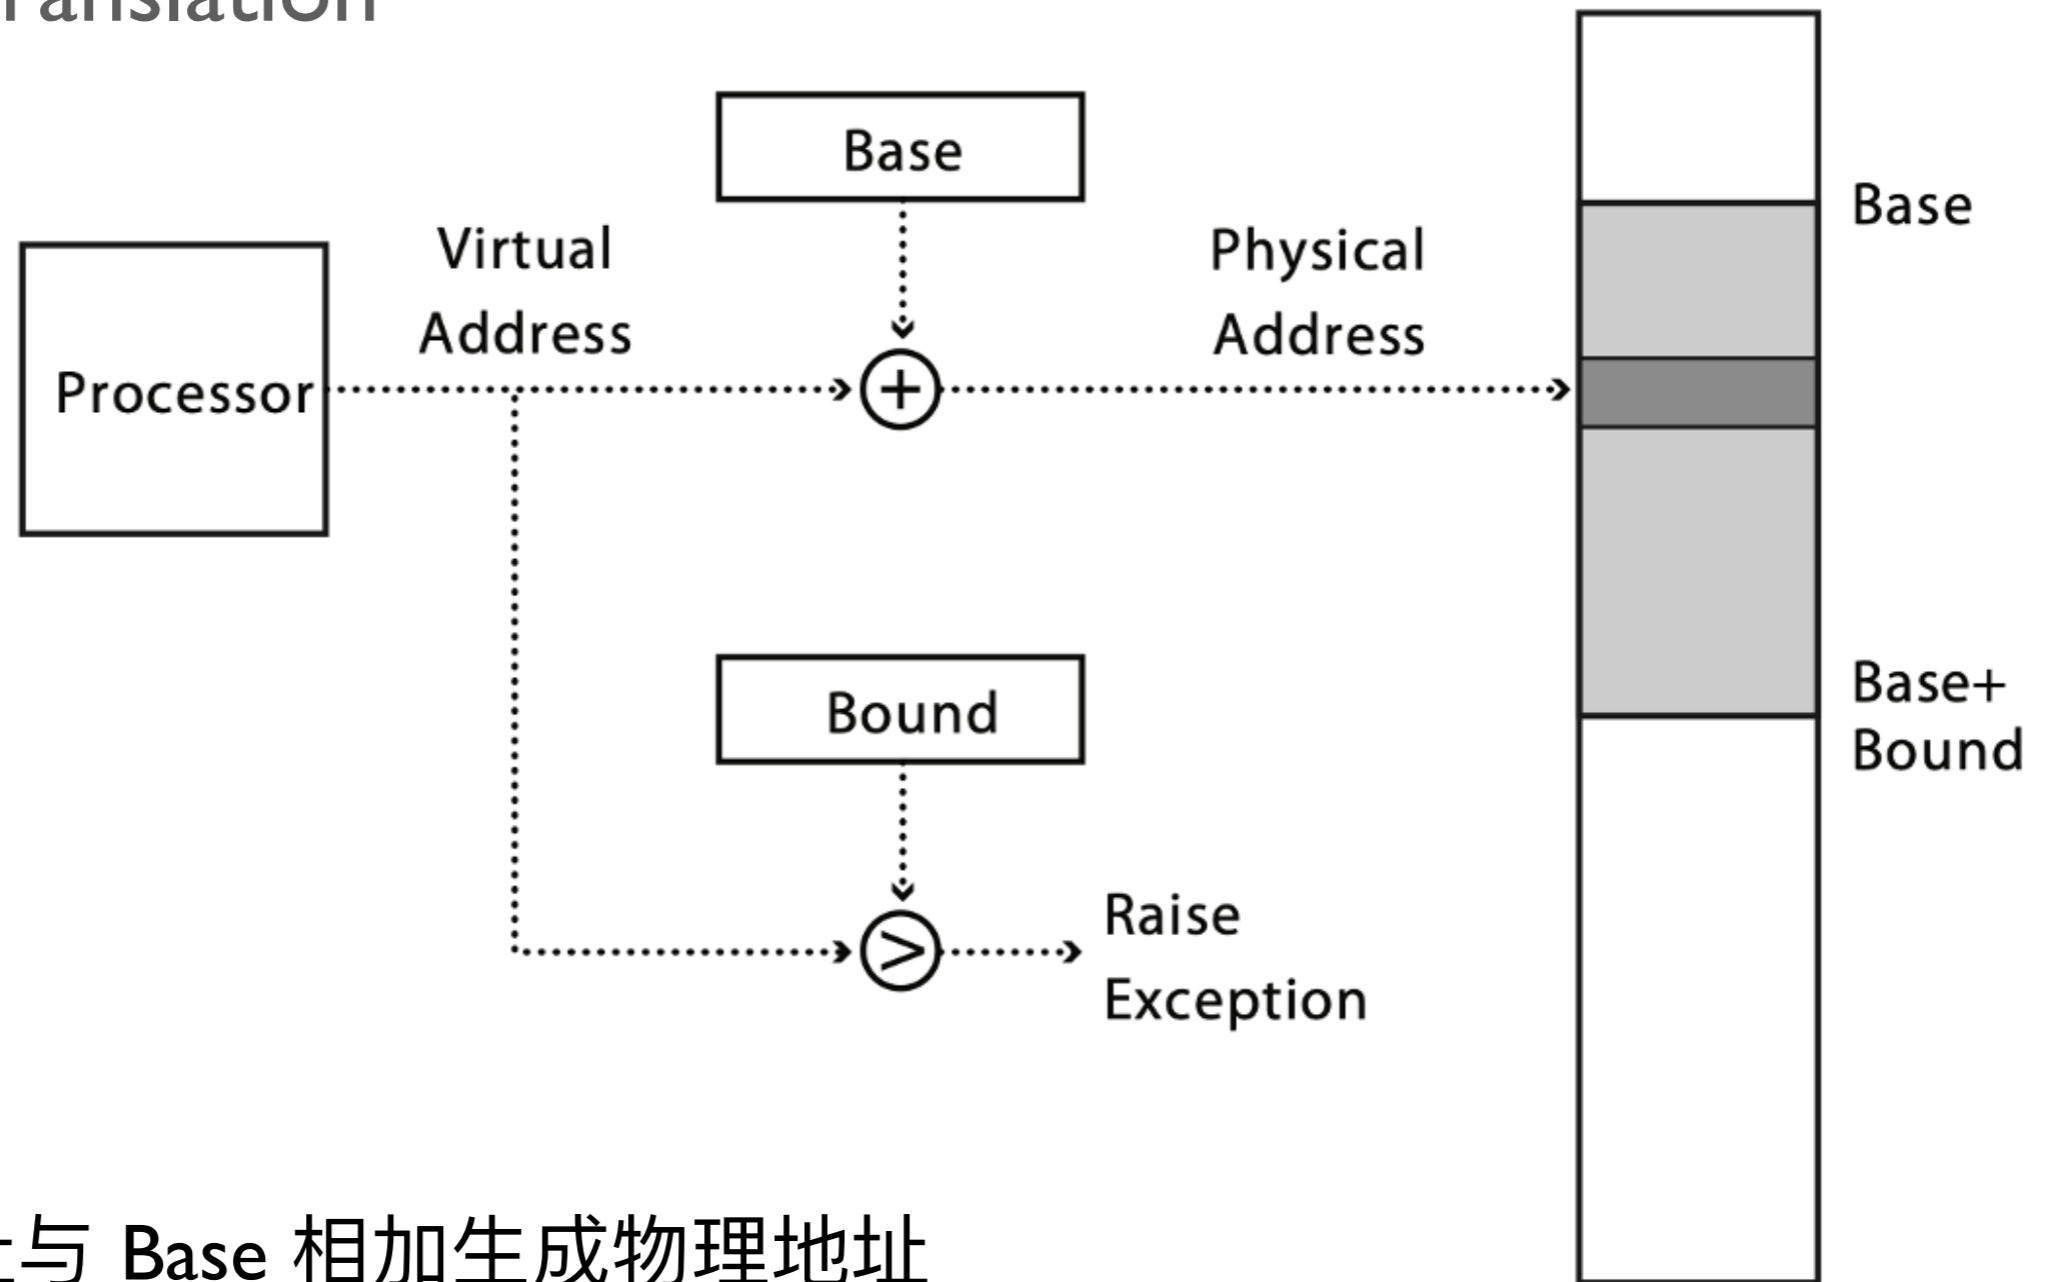 Translation
Base
Virtual
Address
Physical
Address
Base
Processor
+
Base+
Bound
Bound
>
Raise
Exception
与 Base 相加生成物理地址